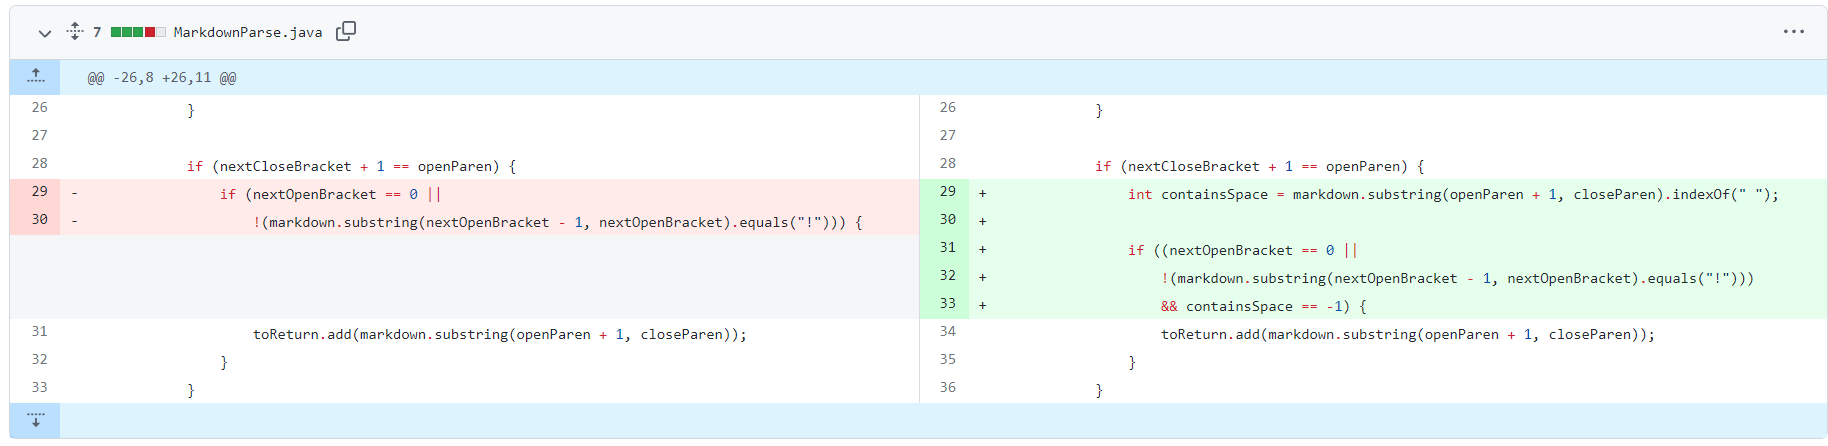 7 MarkdownParse.java
@@ -26,8 +26,11 @@
26 }
27
28 if (nextCloseBracket + 1 == openParen) {
29 - if (nextOpenBracket == 0 ||
30 - !(markdown.substring(nextOpenBracket - 1, nextOpenBracket).equals("!"))) {
31 toReturn.add(markdown.substring(openParen + 1, closeParen));
32 }
33 }
26 }
27
28 if (nextCloseBracket + 1 == openParen) {
29 + int containsSpace = markdown.substring(openParen + 1, closeParen).indexOf(" ");
30 +
31 + if ((nextOpenBracket == 0 ||
32 + !(markdown.substring(nextOpenBracket - 1, nextOpenBracket).equals("!")))
33 + && containsSpace == -1) {
34 toReturn.add(markdown.substring(openParen + 1, closeParen));
35 }
36 }